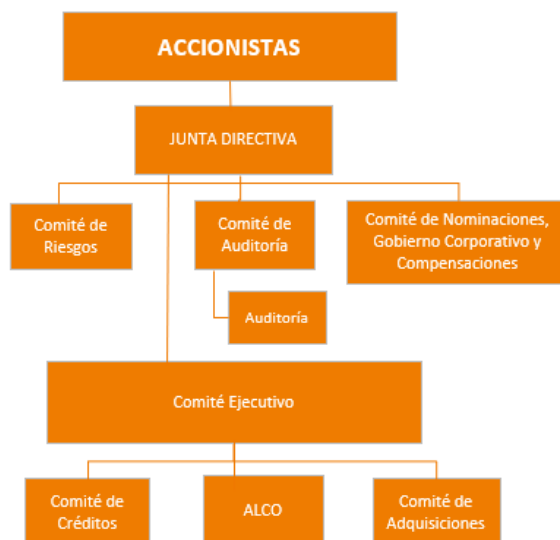 ACCIONISTAS
JUNTA DIRECTIVA
Comité de
Riesgos
Comité de
Auditoría
Comité de Nominaciones,
Gobierno Corporativo y
Compensaciones
Auditoría
Comité Ejecutivo
Comité de
Créditos
ALCO
Comité de
Adquisiciones